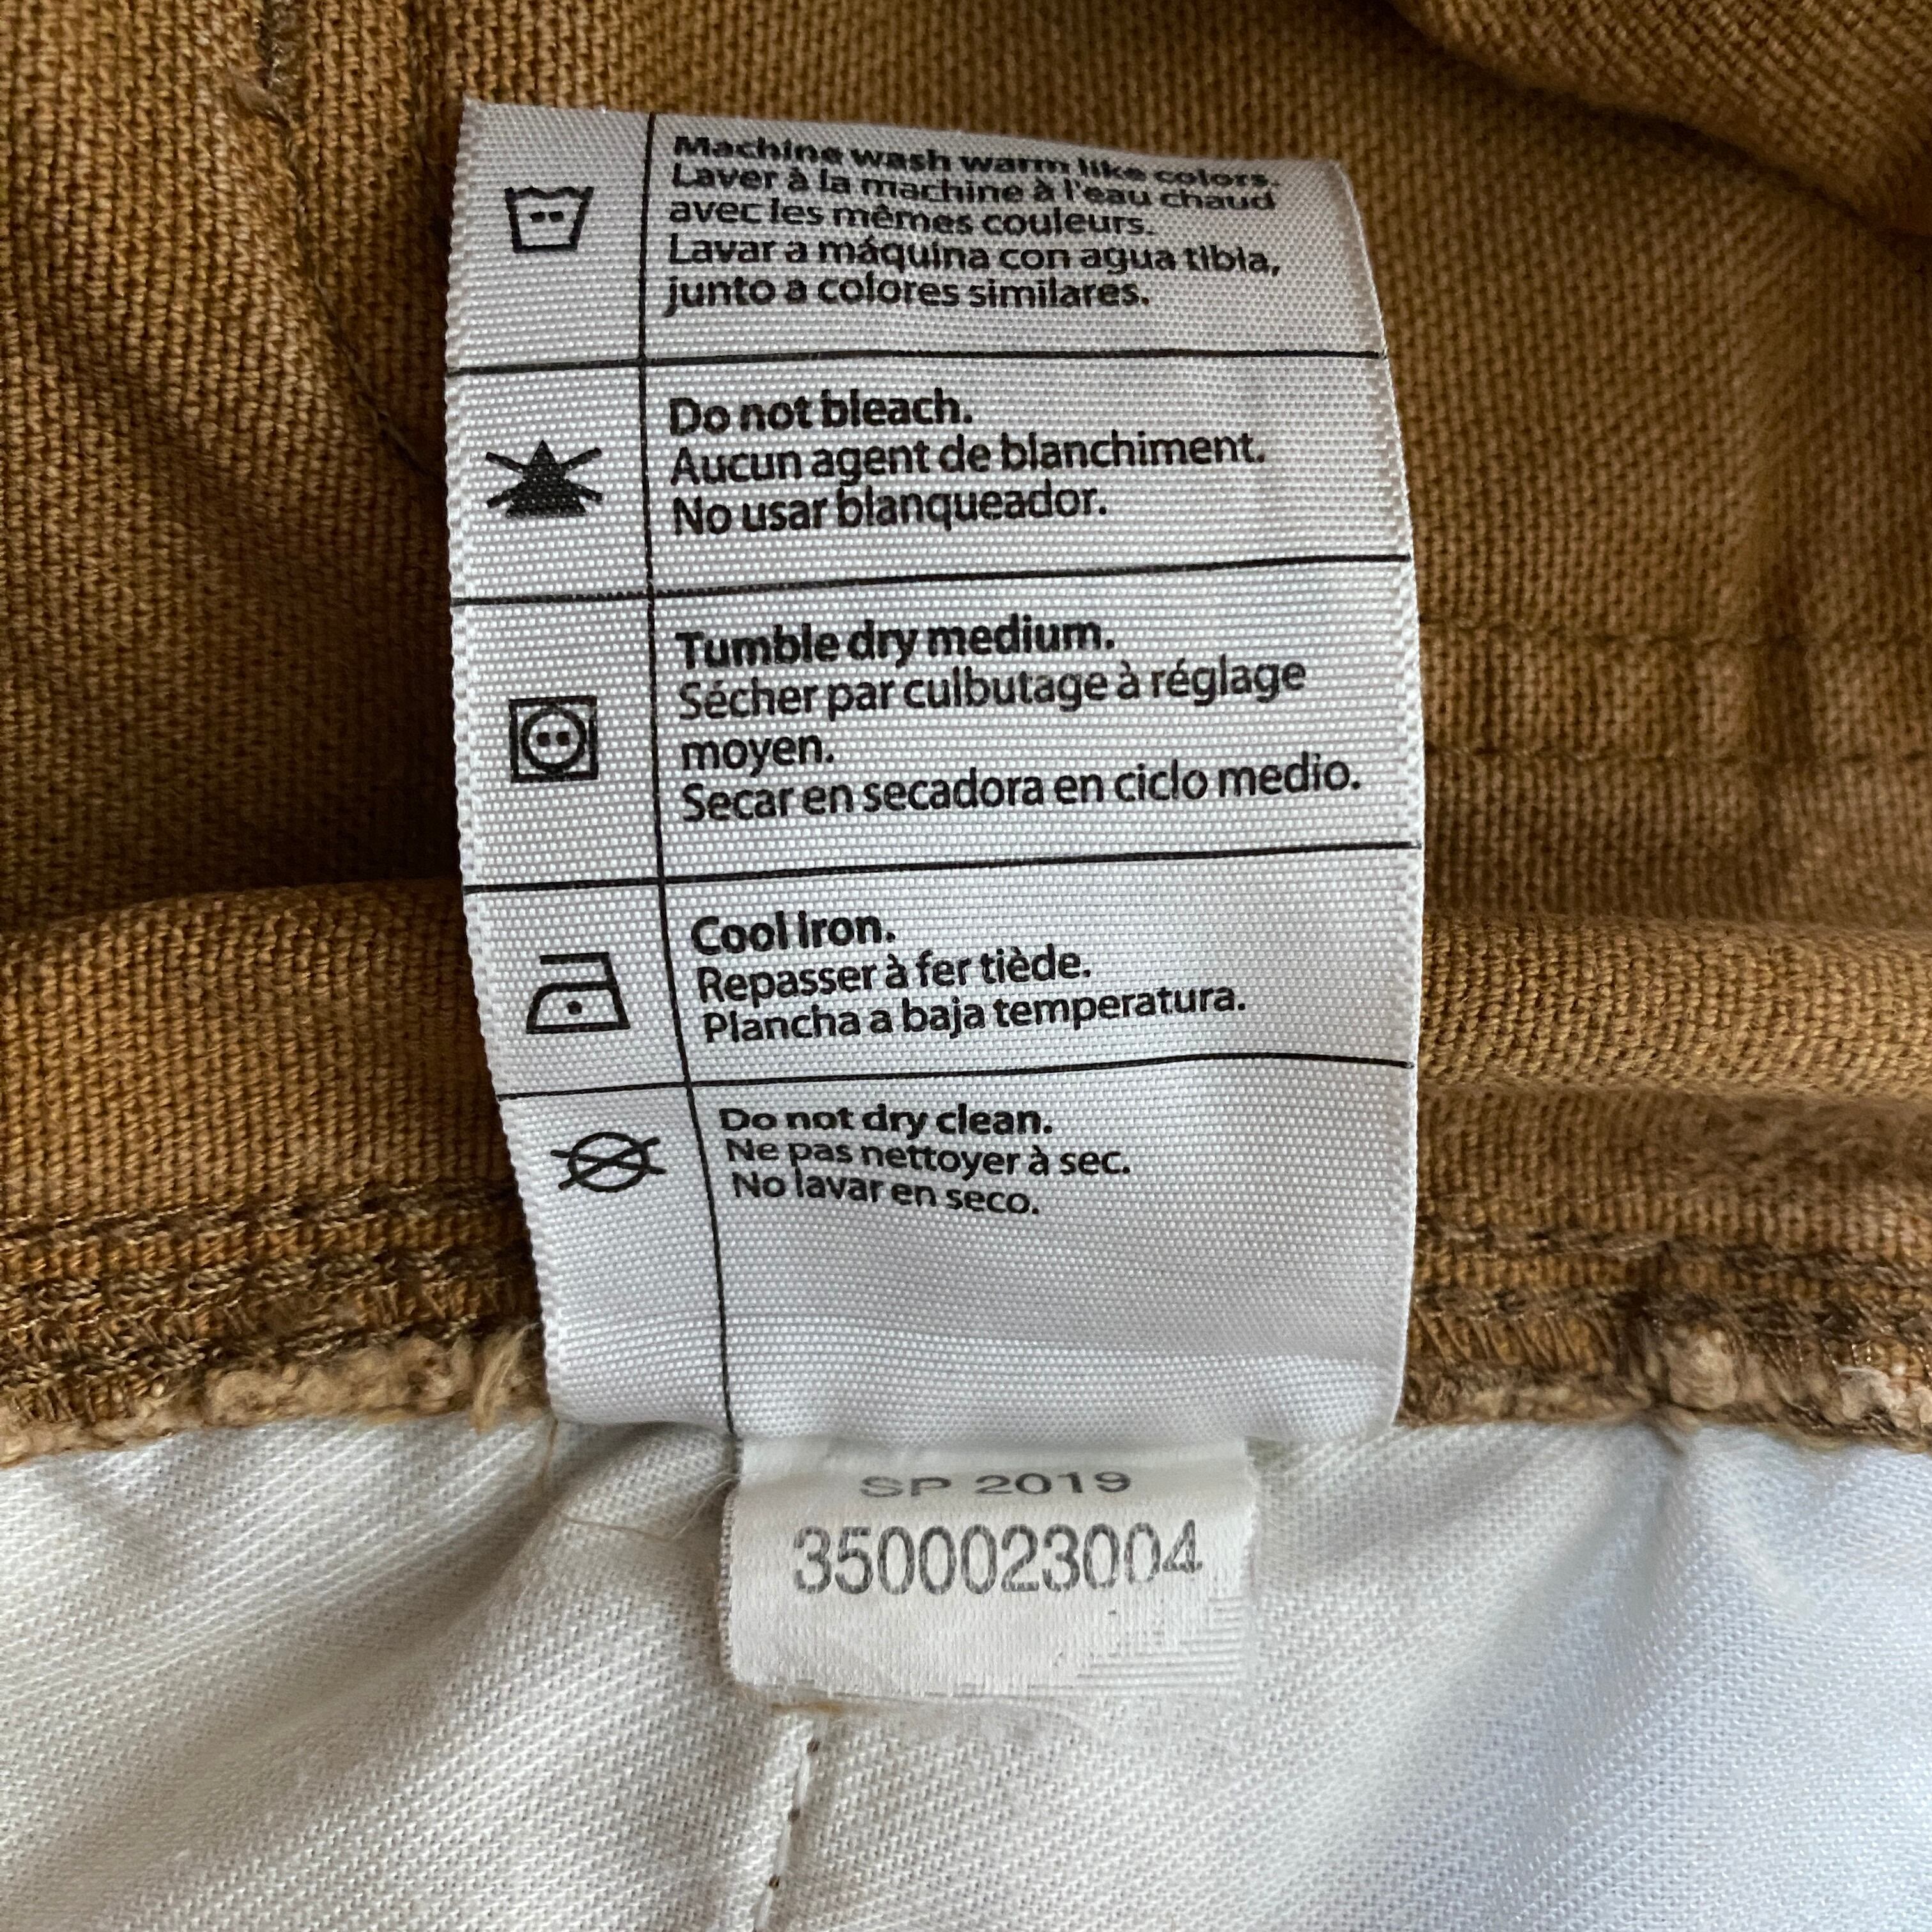 Machine wash warm like colors.
Laver à la machine à l'eau chaud
avec les mêmes couleurs.
Lavar a máquina con agua tibia,
junto a colores similares.
Do not bleach.
Aucun agent de blanchiment.
No usar blanqueador.
Tumble dry medium.
Sécher par culbutage à réglage
moyen.
Secar en secadora en ciclo medio.
Cool iron.
Repasser à fer tiède.
Plancha a baja temperatura.
Do not dry clean.
Ne pas nettoyer à sec.
No lavar en seco.
SP 2019
3500023004